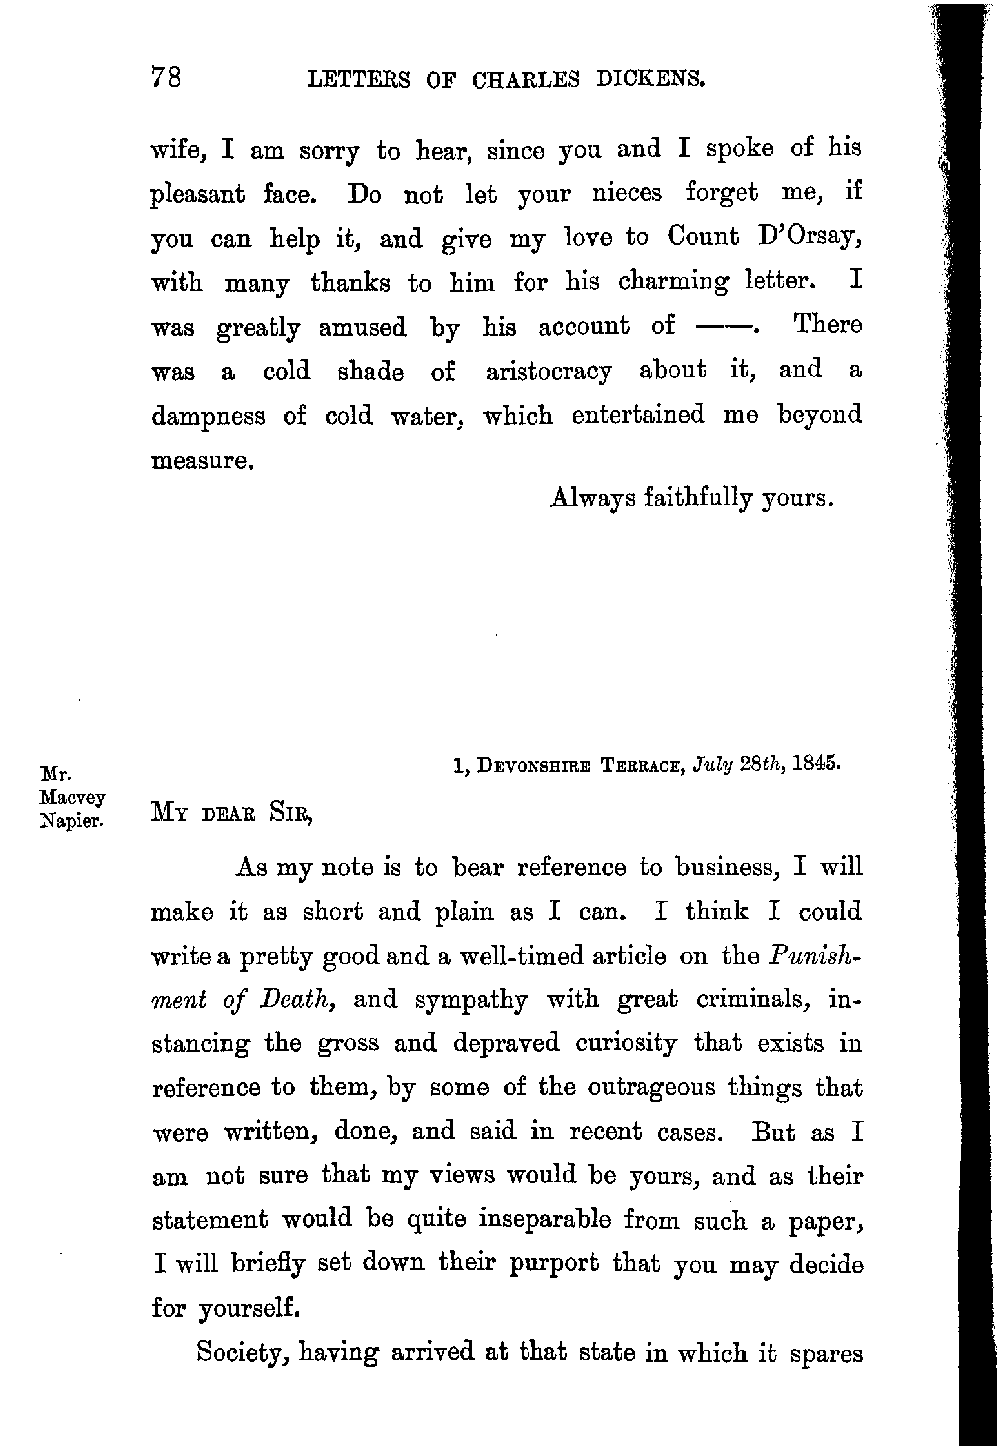 78 LETTERS OF CHARLES DICKENS.
wife, I am sorry to hear, since you and I spoke of his
pleasant face. Do not let your nieces forget me, if
you can help it, and give my love to Count D'Orsay,
with many thanks to him for his charming letter. I
was greatly amused by his account of ——. There
was a cold shade of aristocracy about it, and a
dampness of cold water, which entertained me beyond
measure.
Always faithfully yours.
Mr.
Macvey
Napier.
1, DEVONSHIRE TERRACE, July 28th, 1845.
MY DEAR SIR,
As my note is to bear reference to business, I will
make it as short and plain as I can. I think I could
write a pretty good and a well-timed article on the Punish-
ment of Death, and sympathy with great criminals, in-
stancing the gross and depraved curiosity that exists in
reference to them, by some of the outrageous things that
were written, done, and said in recent cases. But as I
am not sure that my views would be yours, and as their
statement would be quite inseparable from such a paper,
I will briefly set down their purport that you may decide
for yourself.
Society, having arrived at that state in which it spares